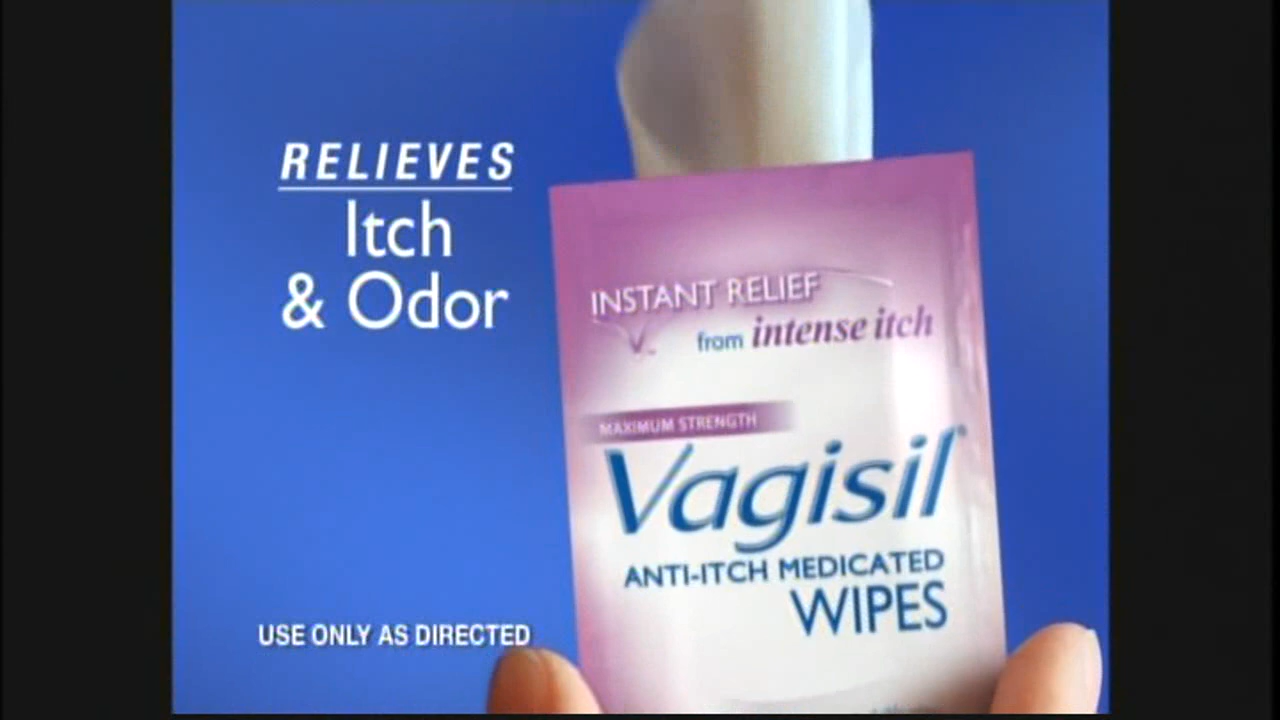 RELIEVES
Itch
& Odor
INSTANT RELIEF
from intense itch
MAXIMUM STRENGTH
Vagisil®
ANTI-ITCH MEDICATED
WIPES
USE ONLY AS DIRECTED